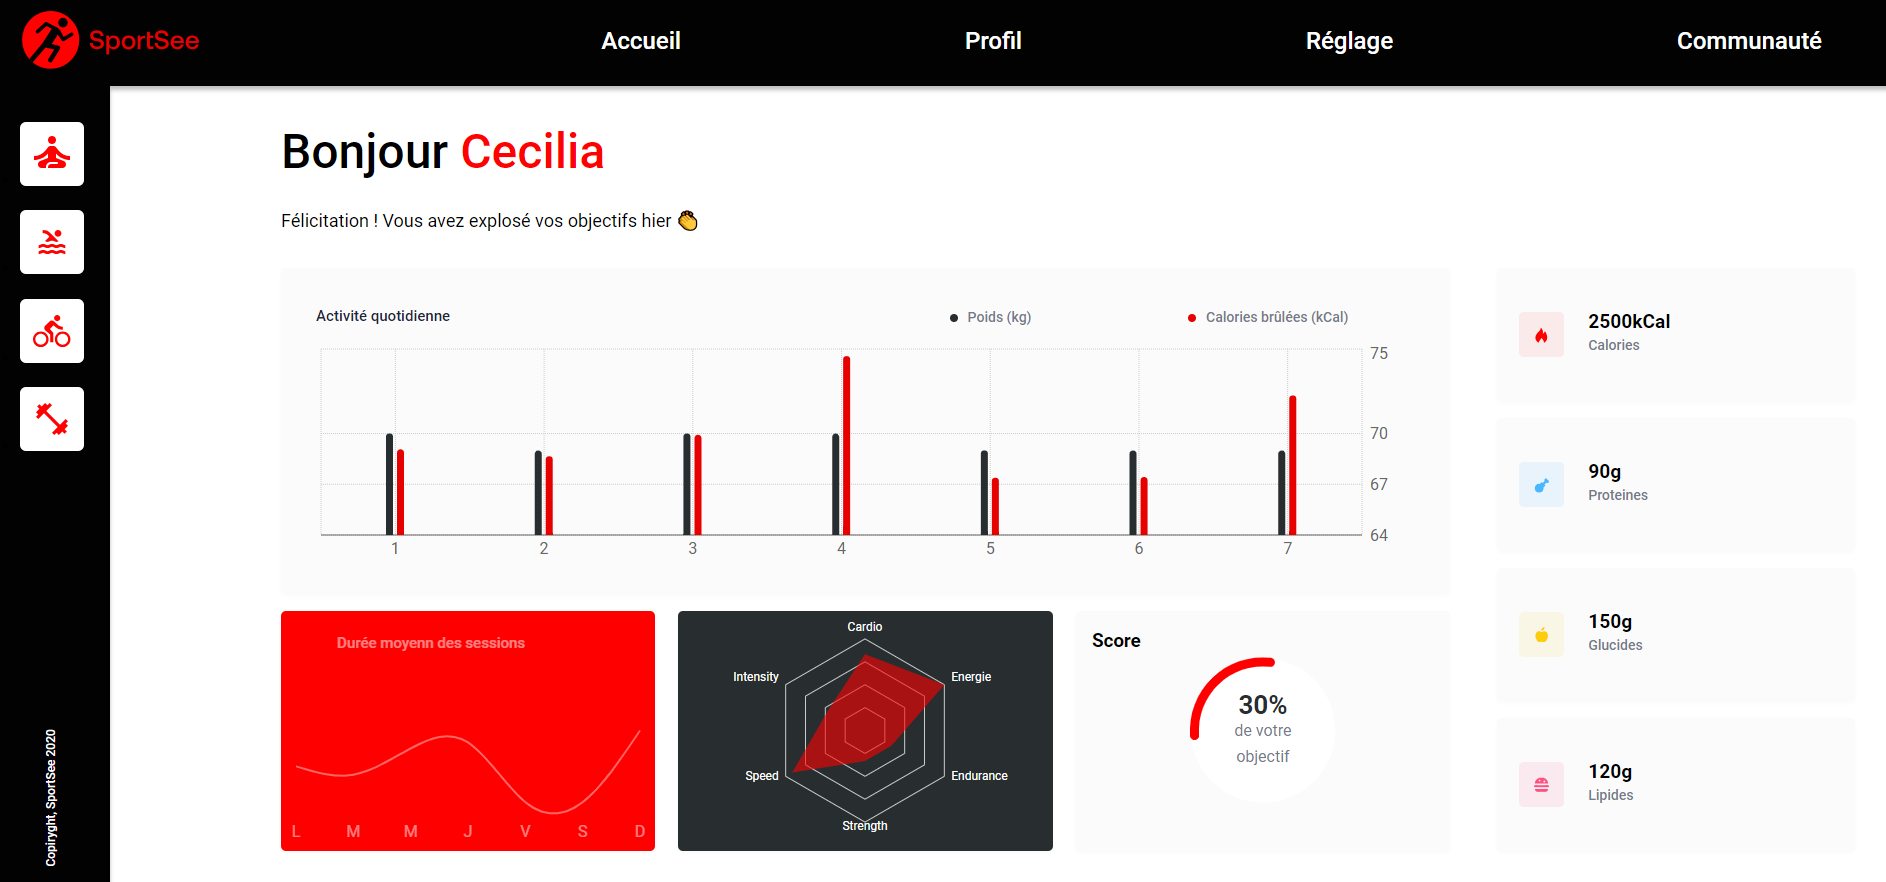 SportSee
Accueil
Profil
Réglage
Communauté
Bonjour Cecilia
Félicitation ! Vous avez explosé vos objectifs hier 👏
Activité quotidienne
Poids (kg)
Calories brûlées (kCal)
75
70
67
64
1 2 3 4 5 6 7
2500kCal
Calories
90g
Proteines
150g
Glucides
120g
Lipides
Durée moyenn des sessions
L M M J V S D
Cardio
Energie
Endurance
Strength
Speed
Intensity
Score
30%
de votre
objectif
Copiryght, SportSee 2020